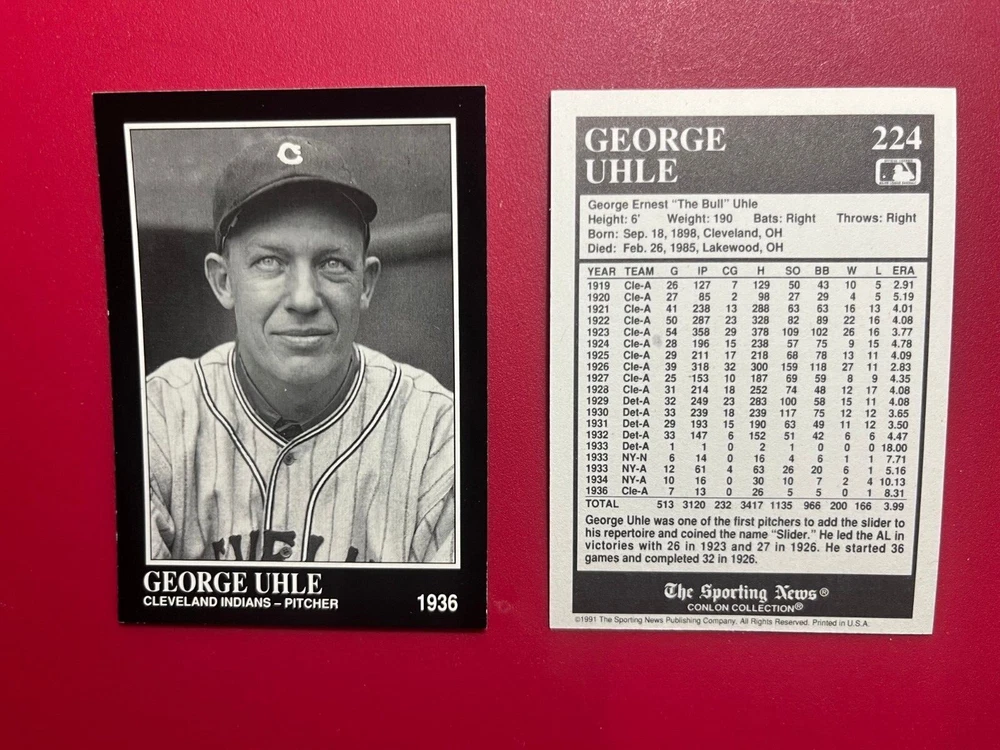 C
CLEVELAND
GEORGE UHLE
CLEVELAND INDIANS – PITCHER 1936
GEORGE 224
UHLE
George Ernest "The Bull" Uhle
Height: 6' Weight: 190 Bats: Right Throws: Right
Born: Sep. 18, 1898, Cleveland, OH
Died: Feb. 26, 1985, Lakewood, OH
YEAR TEAM G IP CG H SO BB W L ERA
1919 Cle-A 26 127 7 129 50 43 10 5 2.91
1920 Cle-A 27 85 2 98 27 29 4 5 5.19
1921 Cle-A 41 238 13 288 63 63 16 13 4.01
1922 Cle-A 50 287 23 328 82 89 22 16 4.08
1923 Cle-A 54 358 29 378 109 102 26 16 3.77
1924 Cle-A 28 196 15 238 57 75 9 15 4.78
1925 Cle-A 29 211 17 218 68 78 13 11 4.09
1926 Cle-A 39 318 32 300 159 118 27 11 2.83
1927 Cle-A 25 153 10 187 69 59 8 9 4.35
1928 Cle-A 31 214 18 252 74 48 12 17 4.08
1929 Det-A 32 249 23 283 100 58 15 11 4.08
1930 Det-A 33 239 18 239 117 75 12 12 3.65
1931 Det-A 29 193 15 190 63 49 11 12 3.50
1932 Det-A 33 147 6 152 51 42 6 6 4.47
1933 Det-A 1 1 0 2 1 0 0 0 18.00
1933 NY-N 6 14 0 16 4 6 1 1 7.71
1933 NY-A 12 61 4 63 26 20 6 1 5.16
1934 NY-A 10 16 0 30 10 7 2 4 10.13
1936 Cle-A 7 13 0 26 5 5 0 1 8.31
TOTAL 513 3120 232 3417 1135 966 200 166 3.99
George Uhle was one of the first pitchers to add the slider to
his repertoire and coined the name "Slider." He led the AL in
victories with 26 in 1923 and 27 in 1926. He started 36
games and completed 32 in 1926.
The Sporting News®
CONLON COLLECTION®
©1991 The Sporting News Publishing Company. All Rights Reserved. Printed in U.S.A.